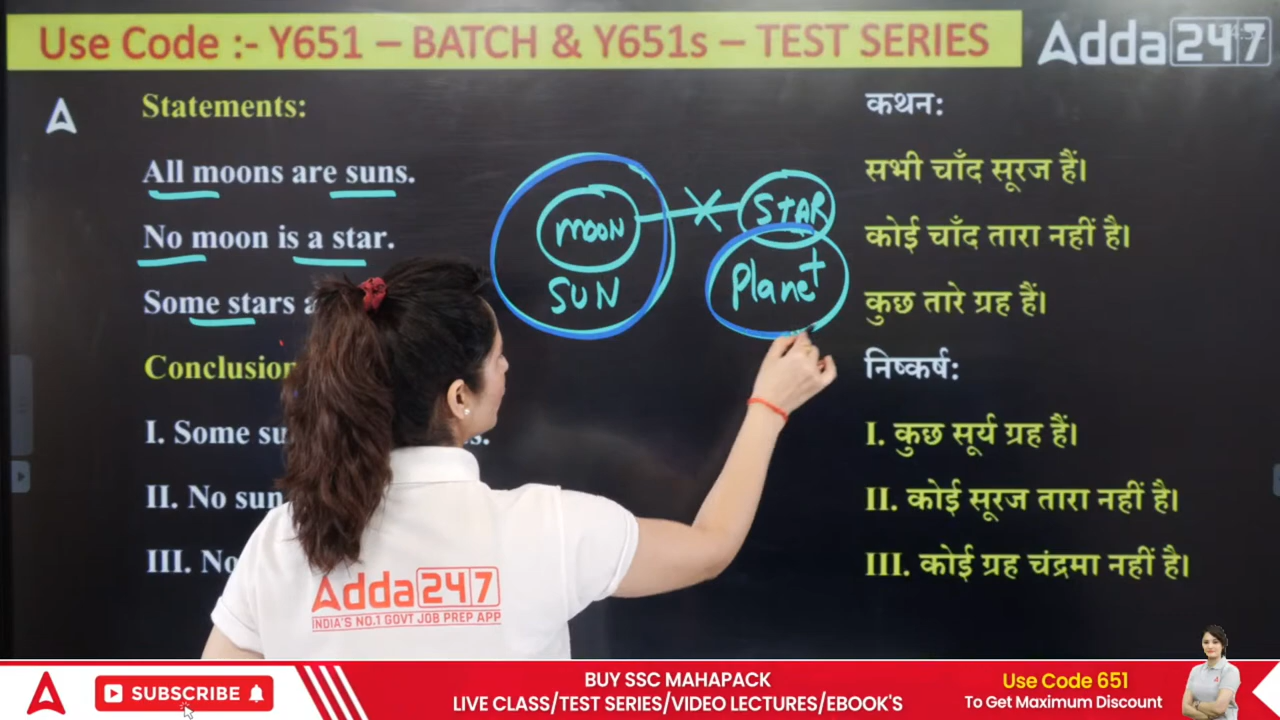 Use Code :- Y651 – BATCH & Y651s – TEST SERIES
Adda247
Statements:
All moons are suns.
No moon is a star.
Some stars
Conclusion
I. Some su
II. No sun
III. No
MOON
SUN
STAR
Planet
कथन:
सभी चाँद सूरज हैं।
कोई चाँद तारा नहीं है।
कुछ तारे ग्रह हैं।
निष्कर्ष:
I. कुछ सूर्य ग्रह हैं।
II. कोई सूरज तारा नहीं है।
III. कोई ग्रह चंद्रमा नहीं है।
Adda247
INDIA'S NO.1 GOVT JOB PREP APP
SUBSCRIBE
BUY SSC MAHAPACK
LIVE CLASS/TEST SERIES/VIDEO LECTURES/EBOOK'S
Use Code 651
To Get Maximum Discount